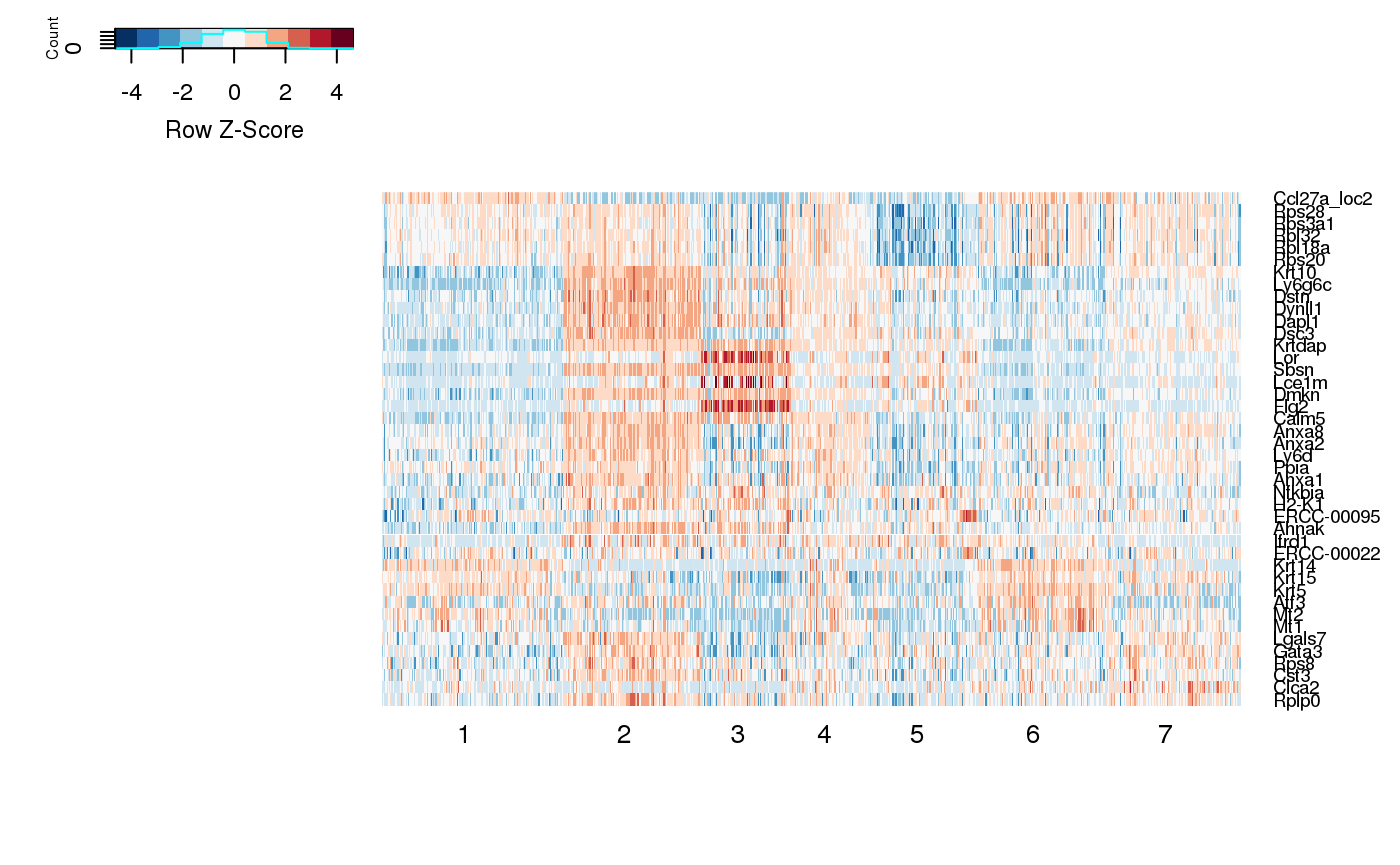 Count
0
-4 -2 0 2 4
Row Z-Score
Ccl27a_loc2
Rps28
Rps3a1
Rpl32
Rpl18a
Rps20
Krt10
Ly6g6c
Dstn
Dynll1
Dapl1
Dsc3
Krtdap
Lor
Sbsn
Lce1m
Dmkn
Flg2
Calm5
Anxa8
Anxa2
Ly6d
Ppia
Anxa1
Nfkbia
H2-K1
ERCC-00095
Ahnak
Ifrd1
ERCC-00022
Krt14
Krt15
Krt5
Atf3
Mt2
Mt1
Lgals7
Gata3
Rps8
Cst3
Clca2
Rplp0
1 2 3 4 5 6 7